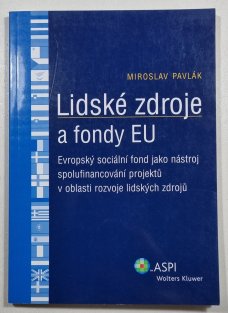 MIROSLAV PAVLÁK
Lidské zdroje
a fondy EU
Evropský sociální fond jako nástroj
spolufinancování projektů
v oblasti rozvoje lidských zdrojů
ASPI
Wolters Kluwer